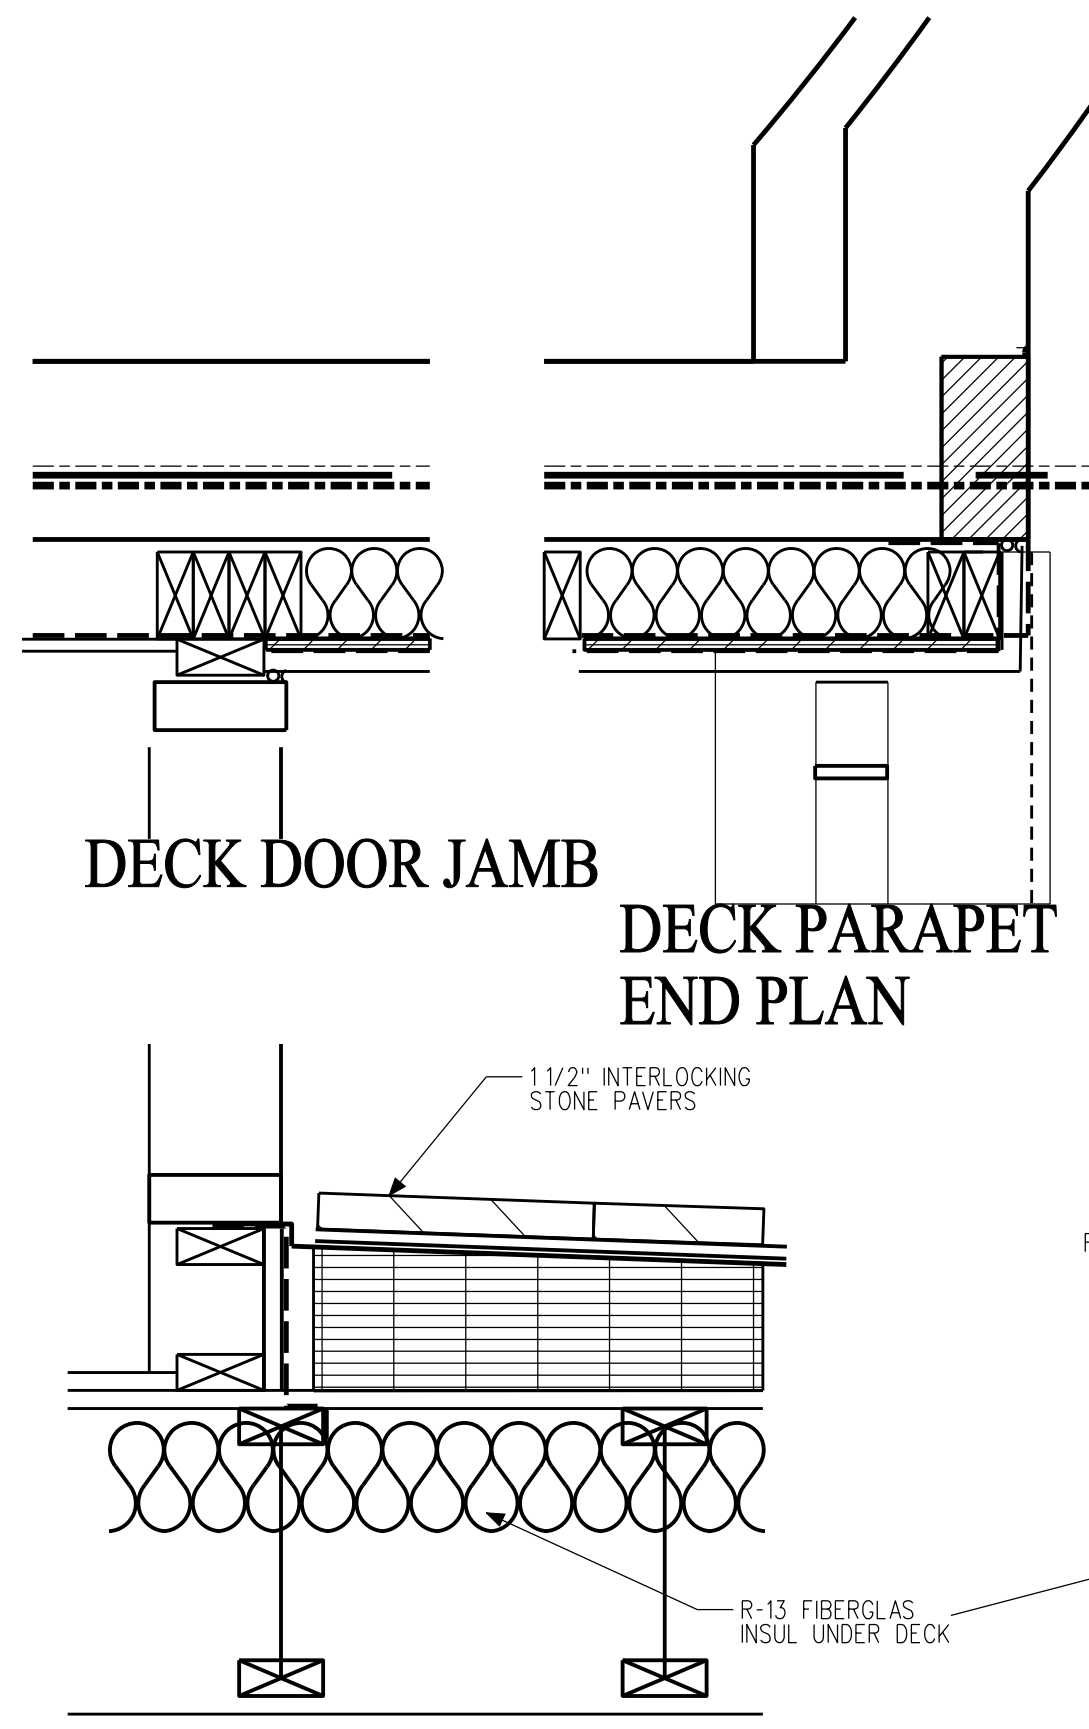 DECK DOOR JAMB
DECK PARAPET
END PLAN
1 1/2" INTERLOCKING
STONE PAVERS
R-13 FIBERGLAS
INSUL UNDER DECK